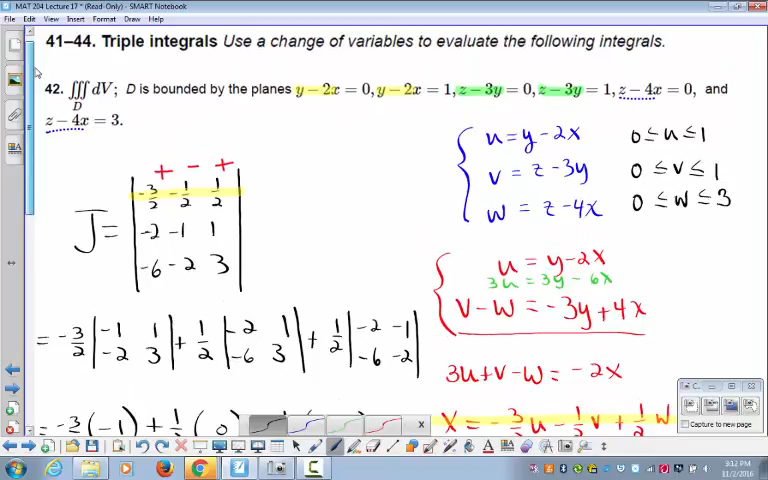 MAT 204 Lecture 17 * (Read-Only) - SMART Notebook
File Edit View Insert Format Draw Help
41–44. Triple integrals Use a change of variables to evaluate the following integrals.
42. ∭_D dV; D is bounded by the planes y − 2x = 0, y − 2x = 1, z − 3y = 0, z − 3y = 1, z − 4x = 0, and
z − 4x = 3.
u = y - 2x 0 ≤ u ≤ 1
v = z - 3y 0 ≤ v ≤ 1
w = z - 4x 0 ≤ w ≤ 3
+ - +
J = | -3/2 -1/2 1/2 |
| -2 -1 1 |
| -6 -2 3 |
u = y - 2x
3u = 3y - 6x
v - w = -3y + 4x
= -3/2 | -1 1 | + 1/2 | -2 1 | + 1/2 | -2 -1 |
| -2 3 | | -6 3 | | -6 -2 |
3u + v - w = -2x
= -3/2 (-1) + 1/2 ( 0
x = -3/2 u - 1/2 v + 1/2 w
Capture to new page
3:12 PM
11/2/2016